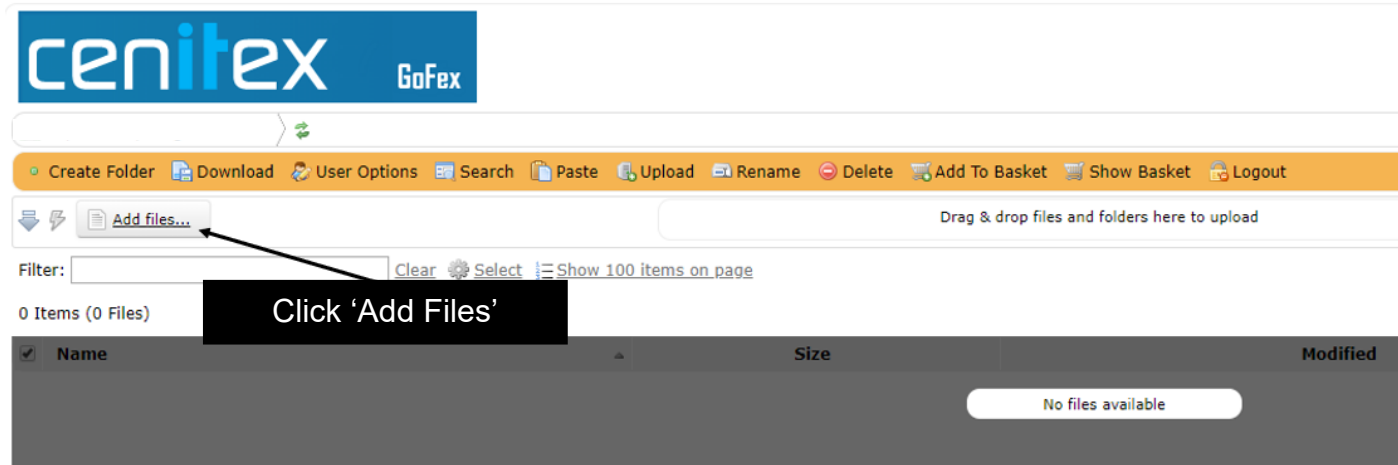 cenitex GoFex
Create Folder Download User Options Search Paste Upload Rename Delete Add To Basket Show Basket Logout
Add files... Drag & drop files and folders here to upload
Filter: Clear Select Show 100 items on page
Click ‘Add Files’
0 Items (0 Files)
Name Size Modified
No files available